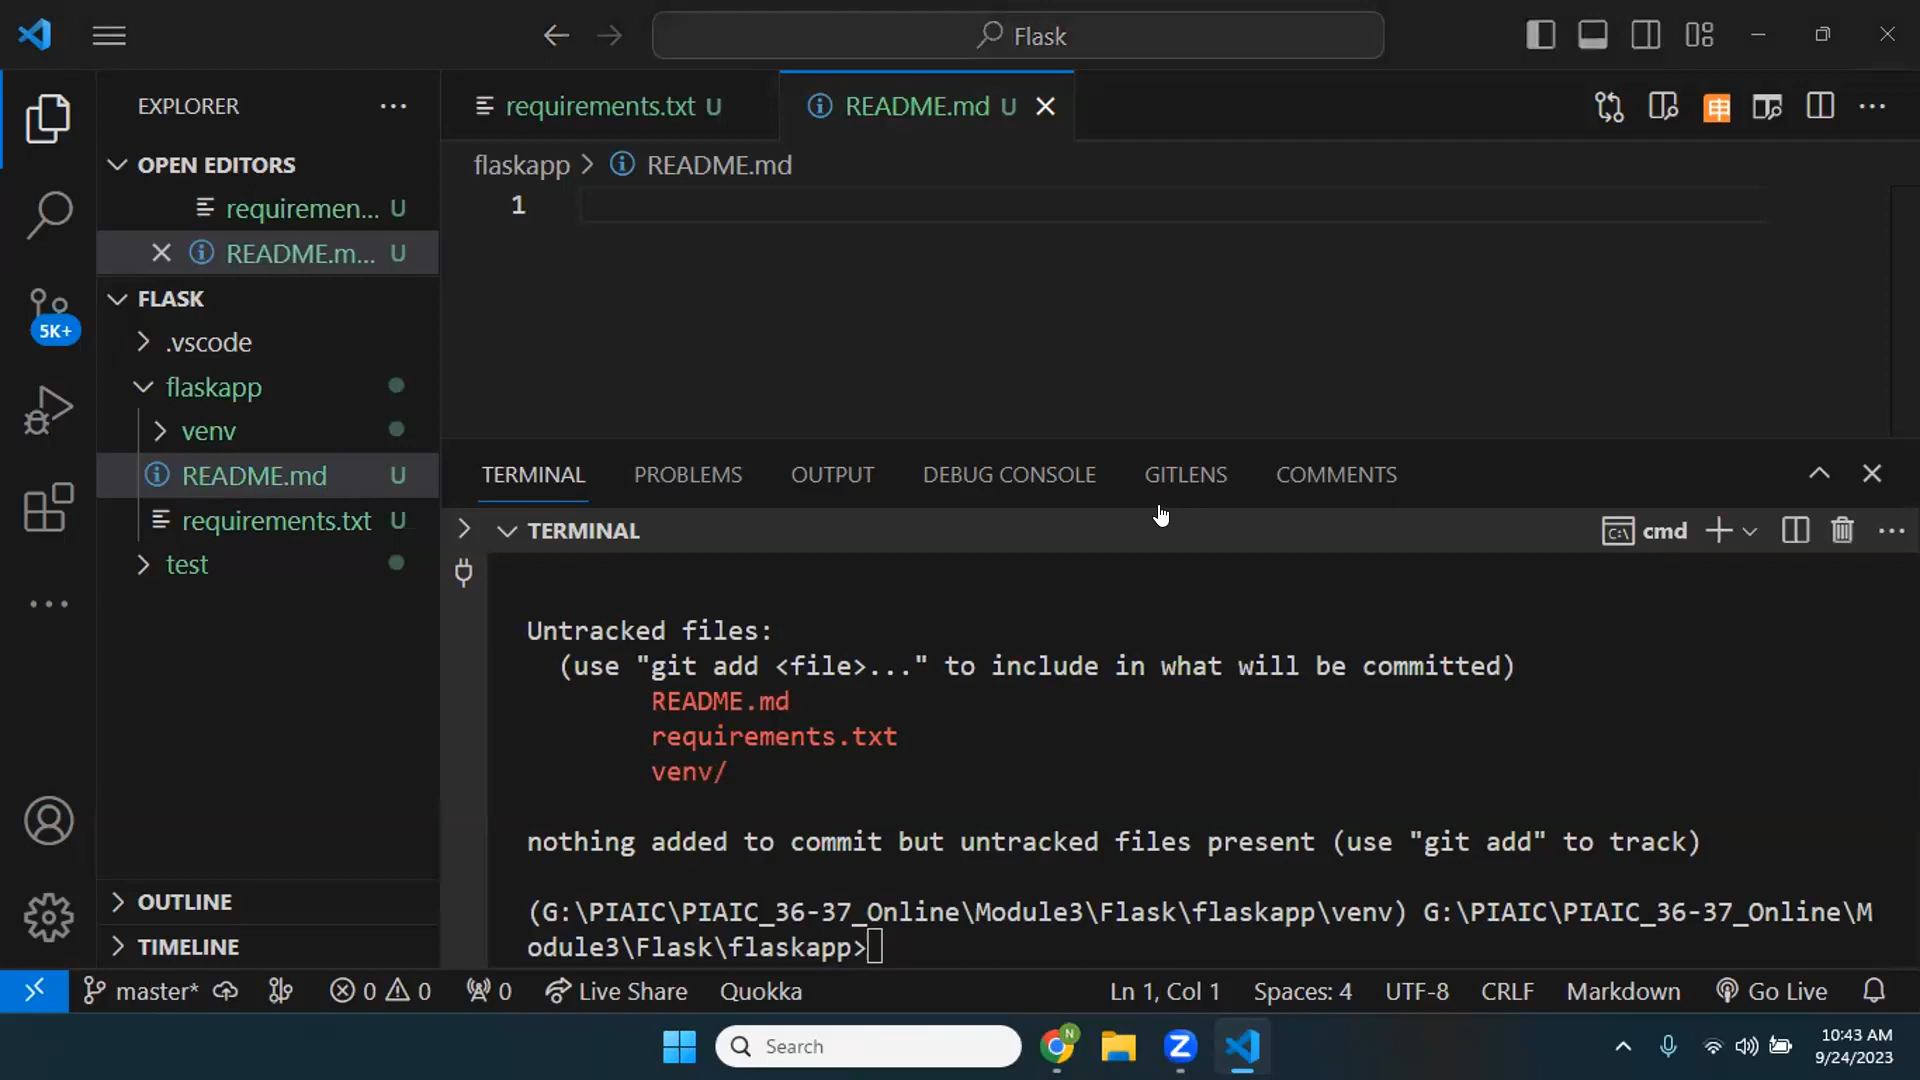 Flask
EXPLORER
OPEN EDITORS
requiremen... U
README.m... U
FLASK
.vscode
flaskapp
venv
README.md U
requirements.txt U
test
OUTLINE
TIMELINE
5K+
requirements.txt U
README.md U
flaskapp > README.md
1
TERMINAL PROBLEMS OUTPUT DEBUG CONSOLE GITLENS COMMENTS
TERMINAL
cmd
Untracked files:
(use "git add <file>..." to include in what will be committed)
README.md
requirements.txt
venv/
nothing added to commit but untracked files present (use "git add" to track)
(G:\PIAIC\PIAIC_36-37_Online\Module3\Flask\flaskapp\venv) G:\PIAIC\PIAIC_36-37_Online\M
odule3\Flask\flaskapp>
master* 0 0 0 Live Share Quokka Ln 1, Col 1 Spaces: 4 UTF-8 CRLF Markdown Go Live
Search
N
Z
10:43 AM
9/24/2023